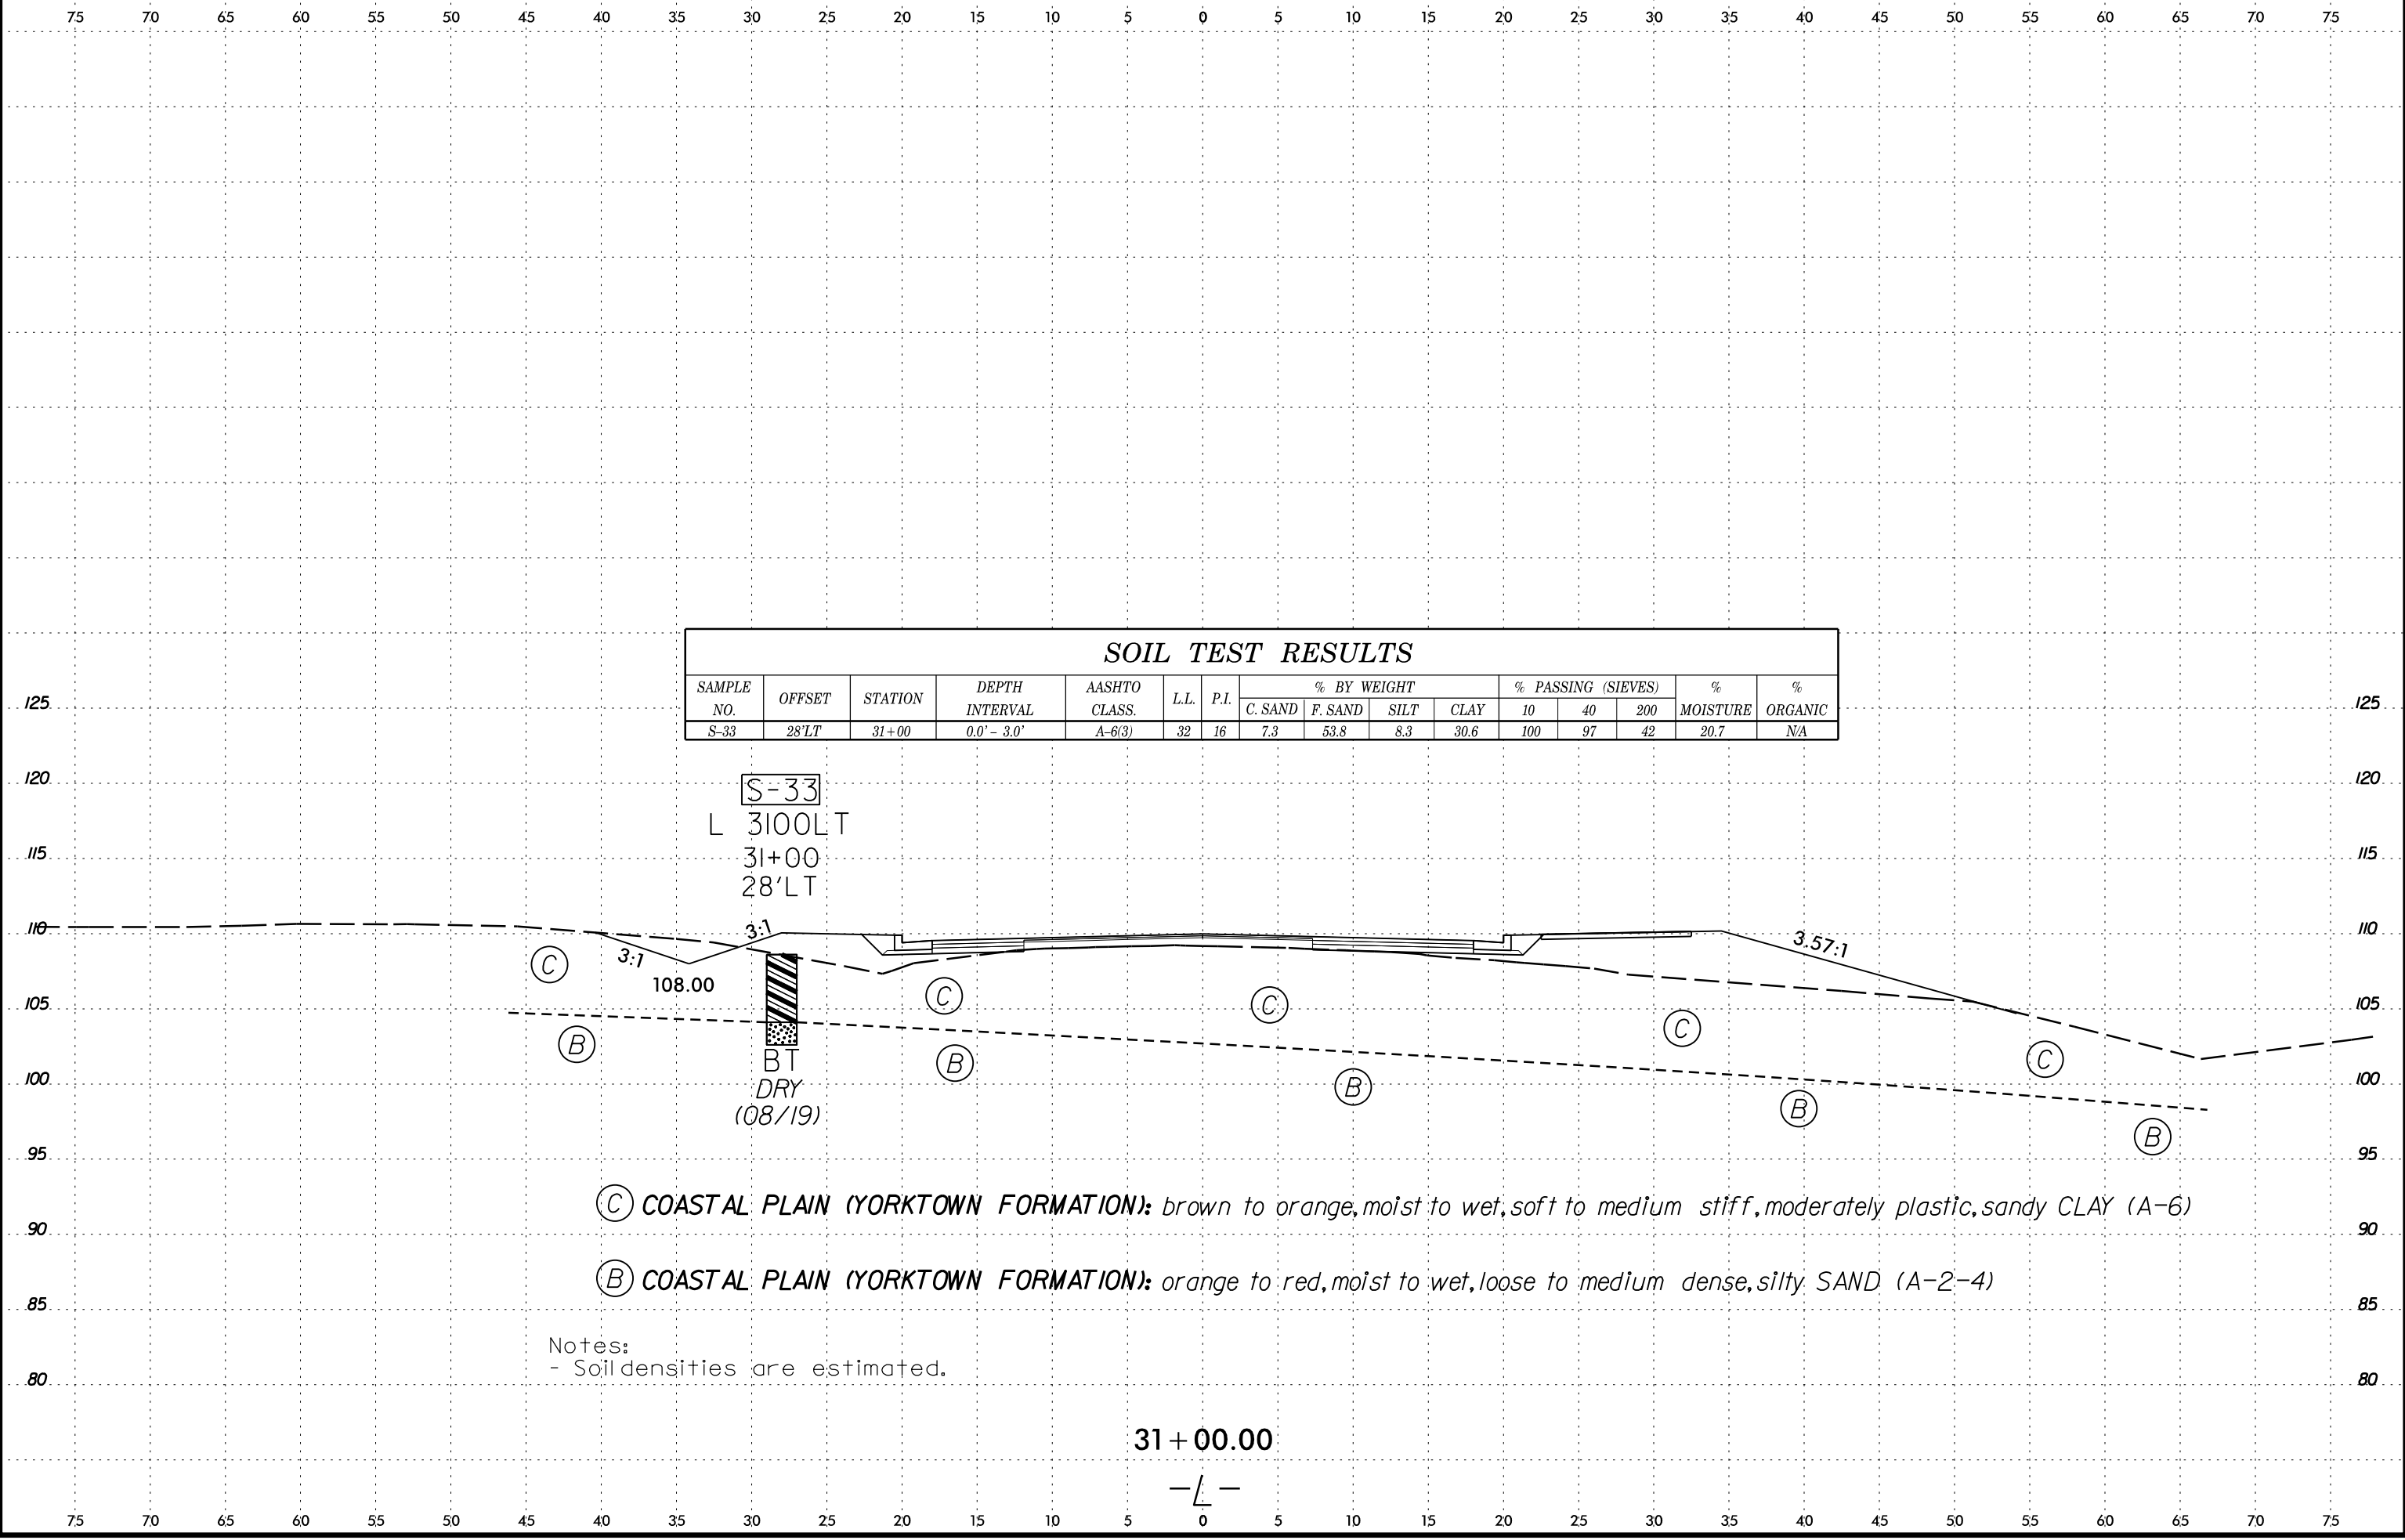 75 70 65 60 55 50 45 40 35 30 25 20 15 10 5 0 5 10 15 20 25 30 35 40 45 50 55 60 65 70 75
SOIL TEST RESULTS
SAMPLE NO. OFFSET STATION DEPTH INTERVAL AASHTO CLASS. L.L. P.I. % BY WEIGHT % PASSING (SIEVES) % MOISTURE % ORGANIC
C. SAND F. SAND SILT CLAY 10 40 200
S-33 28'LT 31+00 0.0' - 3.0' A-6(3) 32 16 7.3 53.8 8.3 30.6 100 97 42 20.7 N/A
125 125
120 120
S-33
L 3100LT
115 115
31+00
28'LT
110 3:1 110
3:1 3.57:1
C
108.00
C C
105 105
C
B C
B
BT
100 100
DRY B
(08/19) B
B
95 95
C COASTAL PLAIN (YORKTOWN FORMATION): brown to orange, moist to wet, soft to medium stiff, moderately plastic, sandy CLAY (A-6)
90 90
B COASTAL PLAIN (YORKTOWN FORMATION): orange to red, moist to wet, loose to medium dense, silty SAND (A-2-4)
85 85
Notes:
- Soil densities are estimated.
80 80
31+00.00
-L-
75 70 65 60 55 50 45 40 35 30 25 20 15 10 5 0 5 10 15 20 25 30 35 40 45 50 55 60 65 70 75